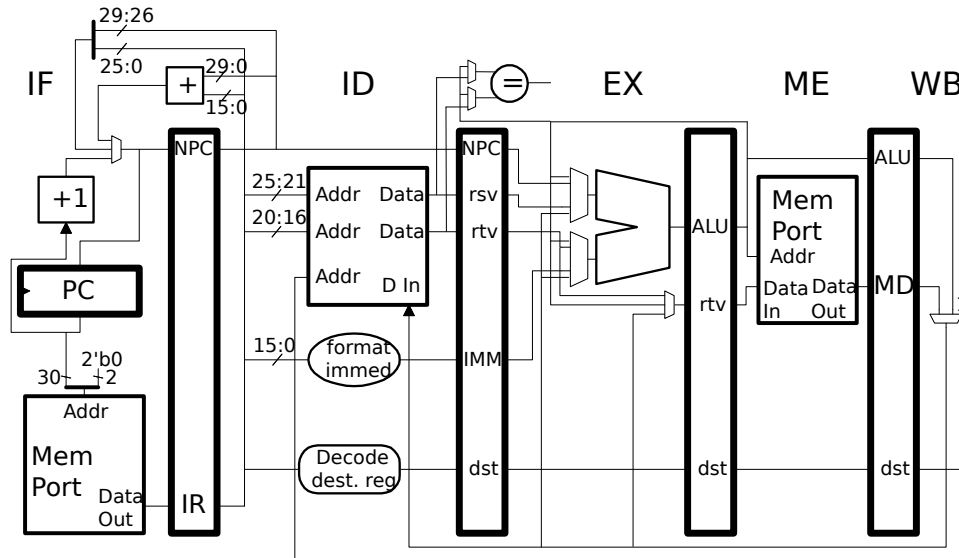 29:26
25:0
29:0
15:0
+
=
IF
ID
EX
ME
WB
NPC
NPC
+1
25:21
20:16
Addr
Data
Addr
Data
Addr
D In
rsv
rtv
ALU
ALU
Mem
Port
Addr
Data
In
Data
Out
MD
rtv
PC
15:0
format
immed
IMM
2'b0
30
2
Addr
Mem
Port
Data
Out
IR
Decode
dest. reg
dst
dst
dst